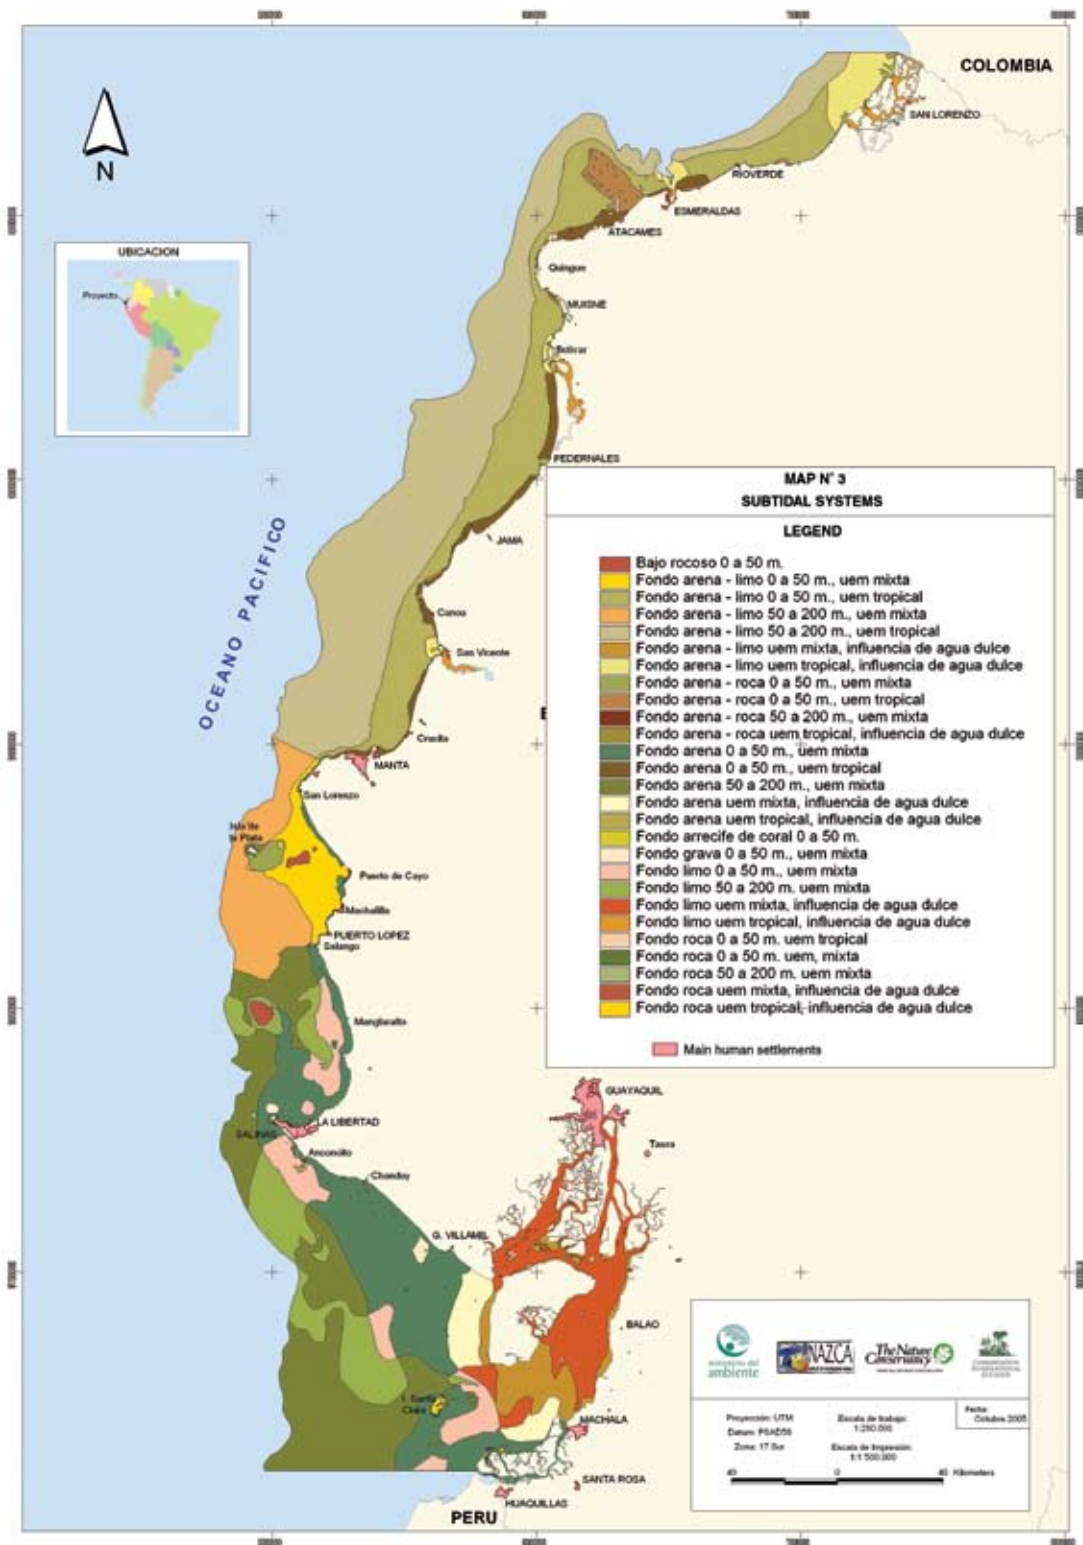 COLOMBIA
SAN LORENZO
N
RIOVERDE
ESMERALDAS
ATACAMES
UBICACION
Proyecto
Quingue
MUISNE
Bolivar
PEDERNALES
MAP N° 3
SUBTIDAL SYSTEMS
LEGEND
Bajo rocoso 0 a 50 m.
Fondo arena - limo 0 a 50 m., uem mixta
Fondo arena - limo 0 a 50 m., uem tropical
Fondo arena - limo 50 a 200 m., uem mixta
Fondo arena - limo 50 a 200 m., uem tropical
Fondo arena - limo uem mixta, influencia de agua dulce
Fondo arena - limo uem tropical, influencia de agua dulce
Fondo arena - roca 0 a 50 m., uem mixta
Fondo arena - roca 0 a 50 m., uem tropical
Fondo arena - roca 50 a 200 m., uem mixta
Fondo arena - roca uem tropical, influencia de agua dulce
Fondo arena 0 a 50 m., uem mixta
Fondo arena 0 a 50 m., uem tropical
Fondo arena 50 a 200 m., uem mixta
Fondo arena uem mixta, influencia de agua dulce
Fondo arena uem tropical, influencia de agua dulce
Fondo arrecife de coral 0 a 50 m.
Fondo grava 0 a 50 m., uem mixta
Fondo limo 0 a 50 m., uem mixta
Fondo limo 50 a 200 m. uem mixta
Fondo limo uem mixta, influencia de agua dulce
Fondo limo uem tropical, influencia de agua dulce
Fondo roca 0 a 50 m. uem tropical
Fondo roca 0 a 50 m. uem, mixta
Fondo roca 50 a 200 m. uem mixta
Fondo roca uem mixta, influencia de agua dulce
Fondo roca uem tropical, influencia de agua dulce
Main human settlements
OCEANO PACIFICO
JAMA
Canoa
San Vicente
Crucita
MANTA
San Lorenzo
Isla de
la Plata
Puerto de Cayo
Machalilla
PUERTO LOPEZ
Salango
Manglaralto
GUAYAQUIL
LA LIBERTAD
SALINAS
Taura
Anconcito
Chanduy
G. VILLAMIL
BALAO
I. Santa
Clara
MACHALA
SANTA ROSA
HUAQUILLAS
PERU
ministerio del
ambiente
NAZCA
The Nature
Conservancy
CONSERVATION
INTERNATIONAL
ECUADOR
Proyección: UTM
Datum: PSAD56
Zona: 17 Sur
Escala de trabajo:
1:250.000
Escala de Impresión:
1:1 500.000
Fecha:
Octubre 2005
40 0 40 Kilometers